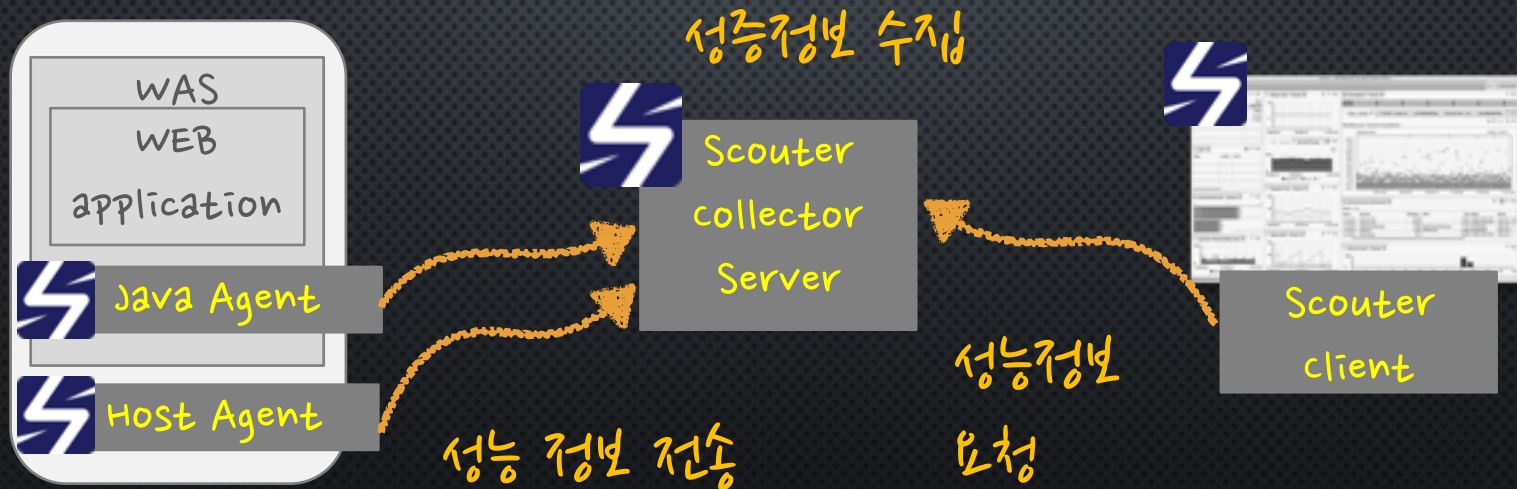 성증정보 수집
WAS
WEB
application
Java Agent
Host Agent
Scouter
collector
Server
성능 정보 전송
성능정보
요청
Scouter
client